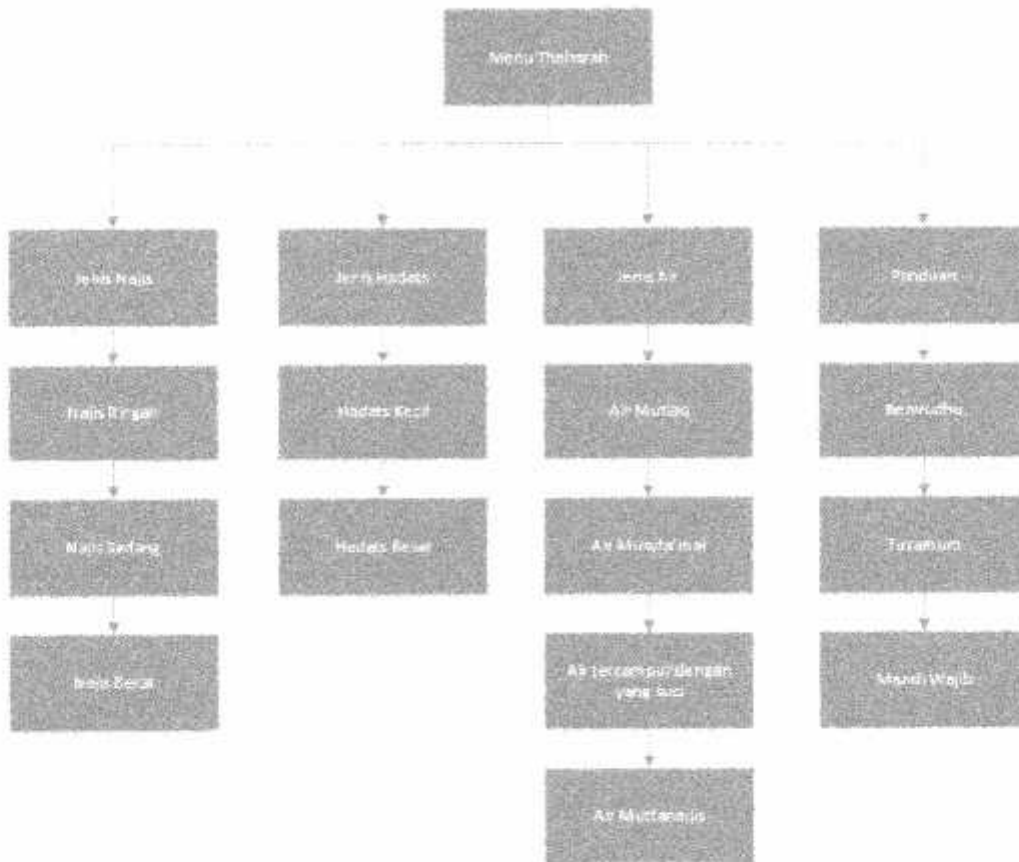 Menu Thaharah
Jenis Najis
Jenis Hadats
Jenis Air
Panduan
Najis Ringan
Hadats Kecil
Air Mutlaq
Berwudhu
Najis Sedang
Hadats Besar
Air Musta'mal
Tayamum
Najis Berat
Air tercampur dengan
yang suci
Mandi Wajib
Air Muttanajis